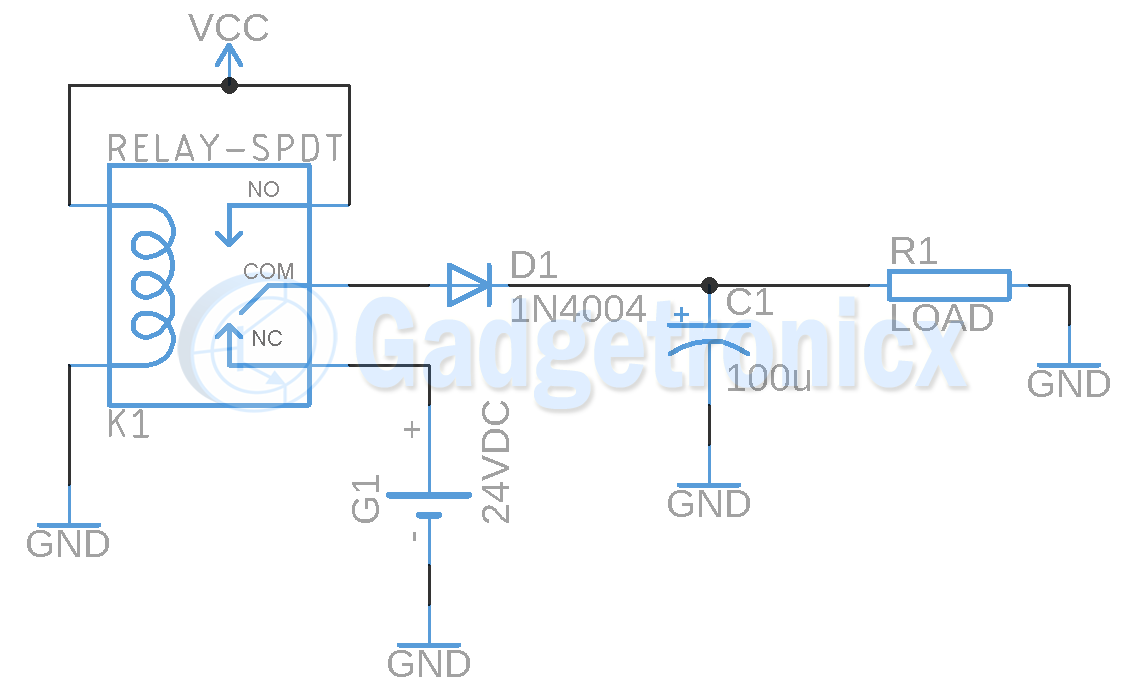 VCC
RELAY-SPDT
NO
COM
NC
K1
GND
D1
1N4004
C1
+
100u
GND
R1
LOAD
GND
G1
+
-
24VDC
GND
Gadgetronicx